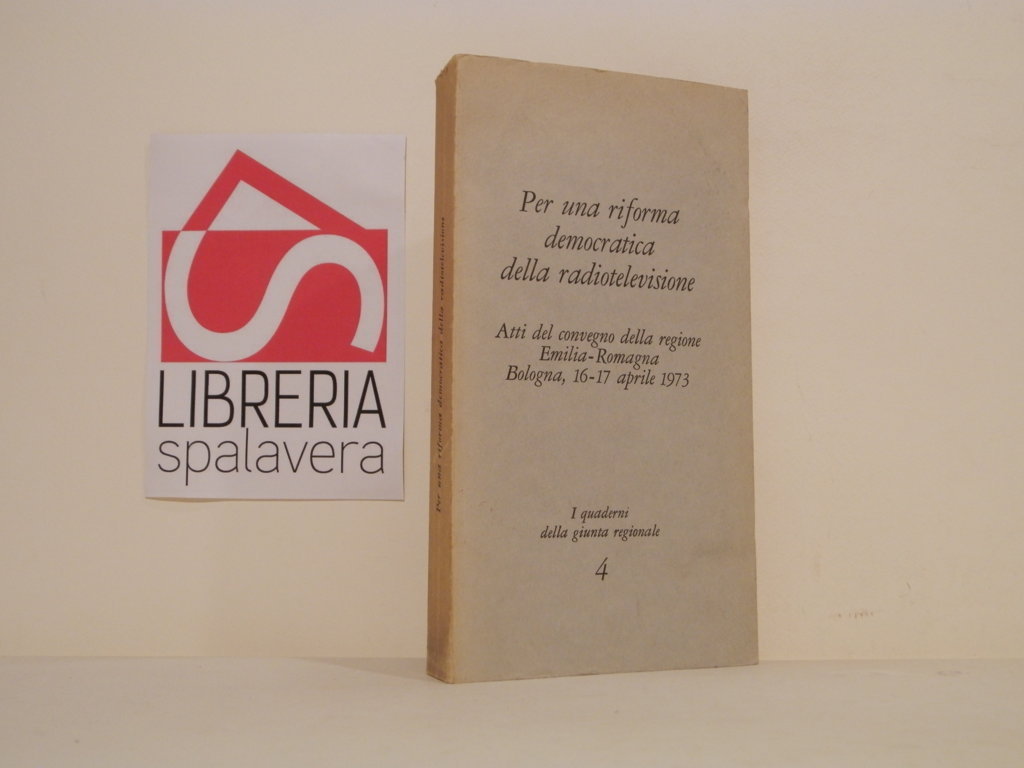 LIBRERIA
spalavera
Per una riforma democratica della radiotelevisione
Per una riforma
democratica
della radiotelevisione
Atti del convegno della regione
Emilia-Romagna
Bologna, 16-17 aprile 1973
I quaderni
della giunta regionale
4